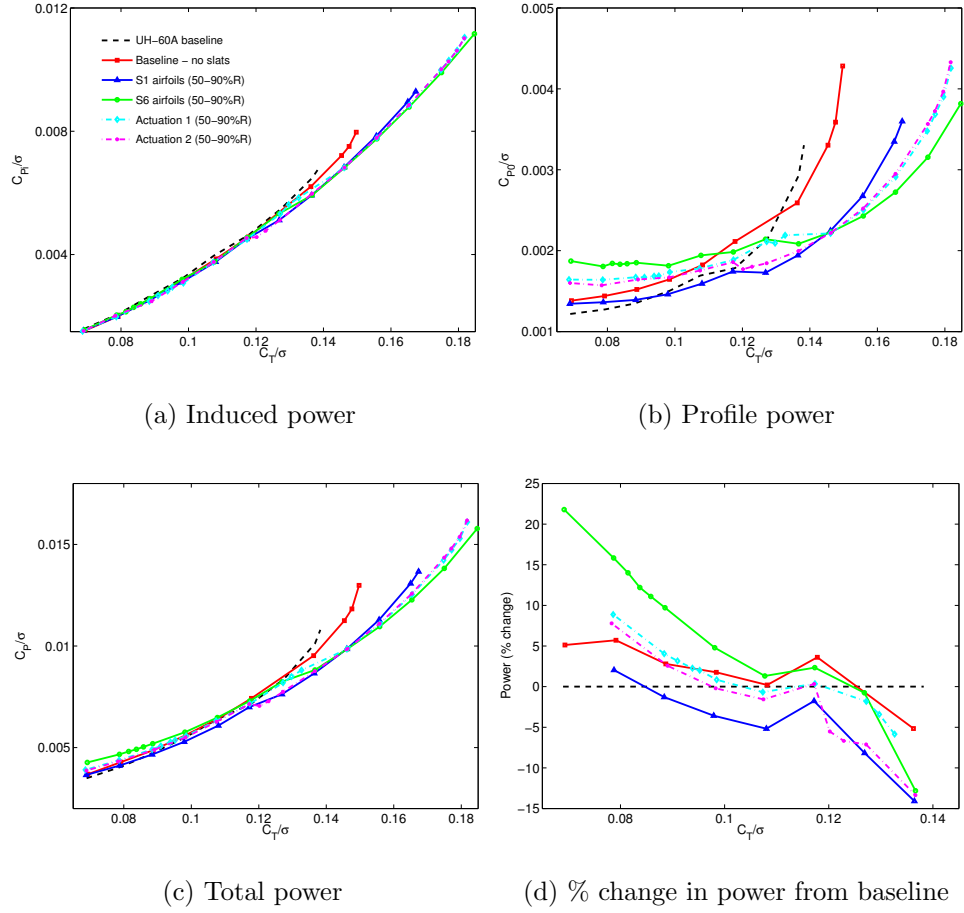 0.012
0.008
0.004
C_Pi/σ
UH−60A baseline
Baseline − no slats
S1 airfoils (50−90%R)
S6 airfoils (50−90%R)
Actuation 1 (50−90%R)
Actuation 2 (50−90%R)
0.08 0.1 0.12 0.14 0.16 0.18
C_T/σ
(a) Induced power
0.005
0.004
0.003
0.002
0.001
C_P0/σ
0.08 0.1 0.12 0.14 0.16 0.18
C_T/σ
(b) Profile power
0.015
0.01
0.005
C_P/σ
0.08 0.1 0.12 0.14 0.16 0.18
C_T/σ
(c) Total power
25
20
15
10
5
0
−5
−10
−15
Power (% change)
0.08 0.1 0.12 0.14
C_T/σ
(d) % change in power from baseline